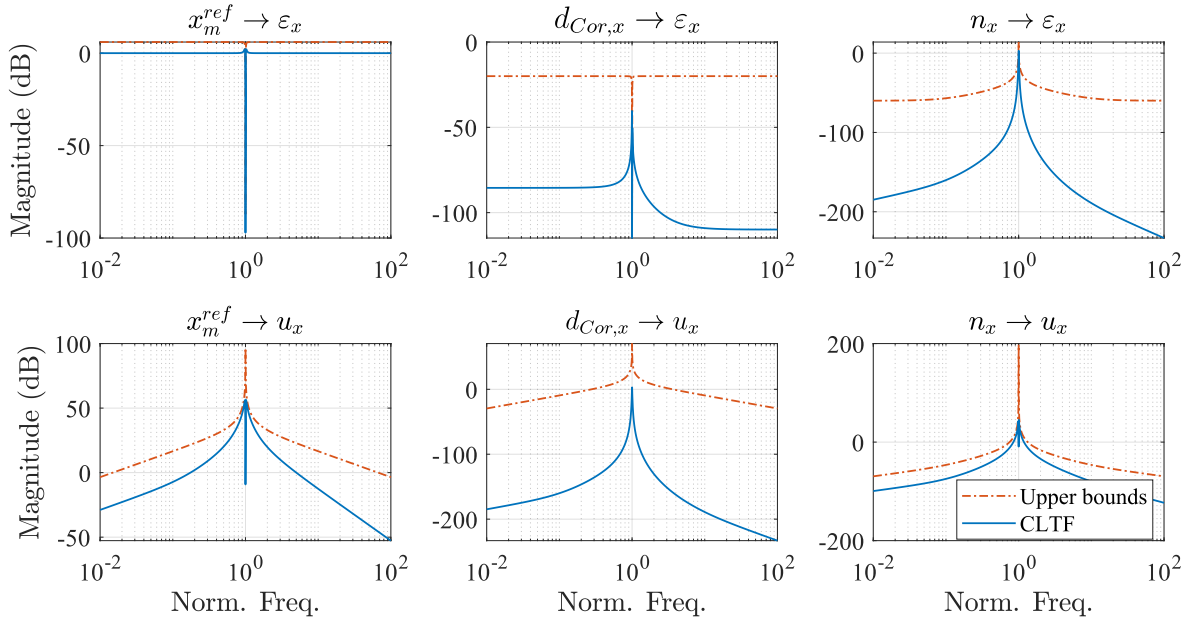 x_m^{ref} → ε_x
d_{Cor,x} → ε_x
n_x → ε_x
Magnitude (dB)
0
-50
-100
10^{-2} 10^0 10^2
0
-50
-100
10^{-2} 10^0 10^2
0
-100
-200
10^{-2} 10^0 10^2
x_m^{ref} → u_x
d_{Cor,x} → u_x
n_x → u_x
Magnitude (dB)
100
50
0
-50
10^{-2} 10^0 10^2
Norm. Freq.
0
-100
-200
10^{-2} 10^0 10^2
Norm. Freq.
200
0
-200
10^{-2} 10^0 10^2
Norm. Freq.
Upper bounds
CLTF